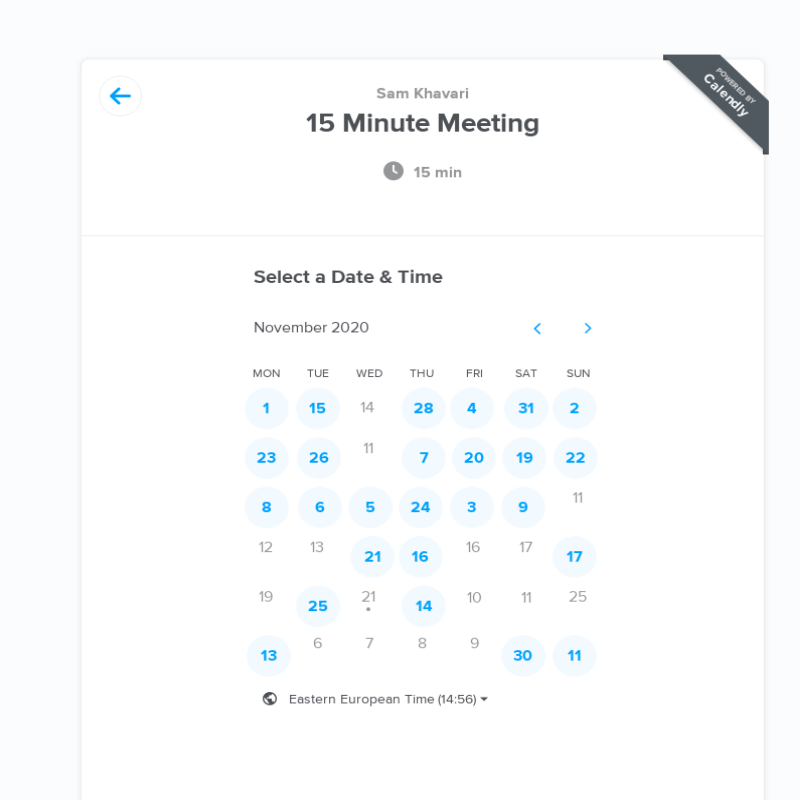 POWERED BY
Calendly
Sam Khavari
15 Minute Meeting
15 min
Select a Date & Time
November 2020
MON TUE WED THU FRI SAT SUN
1 15 14 28 4 31 2
23 26 11 7 20 19 22
8 6 5 24 3 9 11
12 13 21 16 16 17 17
19 25 21 14 10 11 25
13 6 7 8 9 30 11
Eastern European Time (14:56)